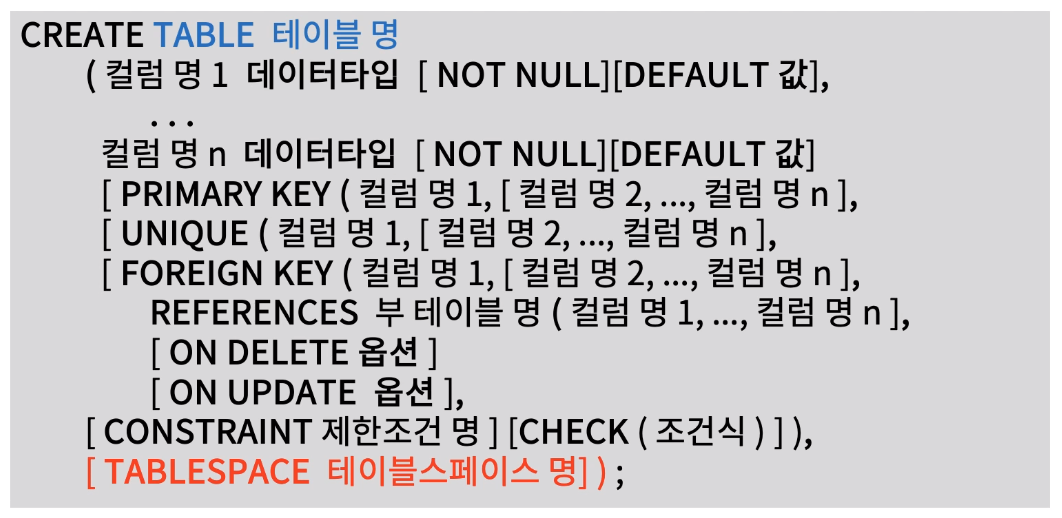 CREATE TABLE 테이블 명
( 컬럼 명 1 데이터타입 [ NOT NULL][DEFAULT 값],
. . .
컬럼 명 n 데이터타입 [ NOT NULL][DEFAULT 값]
[ PRIMARY KEY ( 컬럼 명 1, [ 컬럼 명 2, ..., 컬럼 명 n ],
[ UNIQUE ( 컬럼 명 1, [ 컬럼 명 2, ..., 컬럼 명 n ],
[ FOREIGN KEY ( 컬럼 명 1, [ 컬럼 명 2, ..., 컬럼 명 n ],
REFERENCES 부 테이블 명 ( 컬럼 명 1, ..., 컬럼 명 n ],
[ ON DELETE 옵션 ]
[ ON UPDATE 옵션 ],
[ CONSTRAINT 제한조건 명 ] [CHECK ( 조건식 ) ] ),
[ TABLESPACE 테이블스페이스 명] ) ;